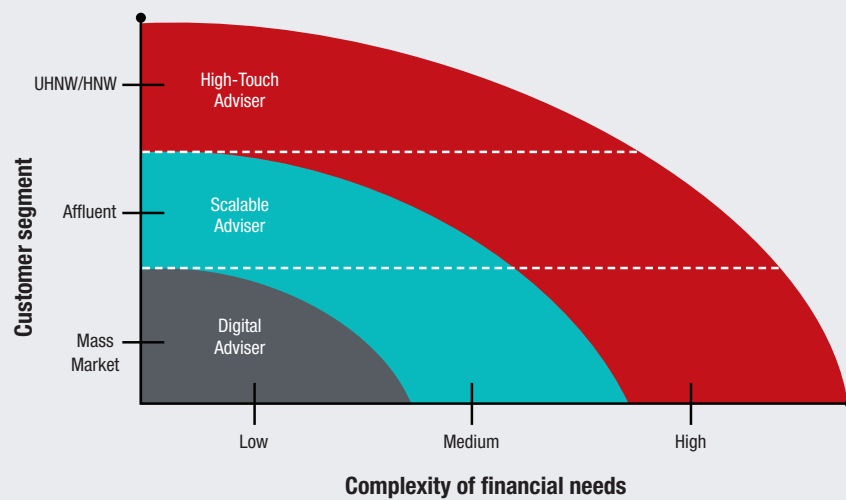 Customer segment
UHNW/HNW
Affluent
Mass
Market
High-Touch
Adviser
Scalable
Adviser
Digital
Adviser
Low
Medium
High
Complexity of financial needs